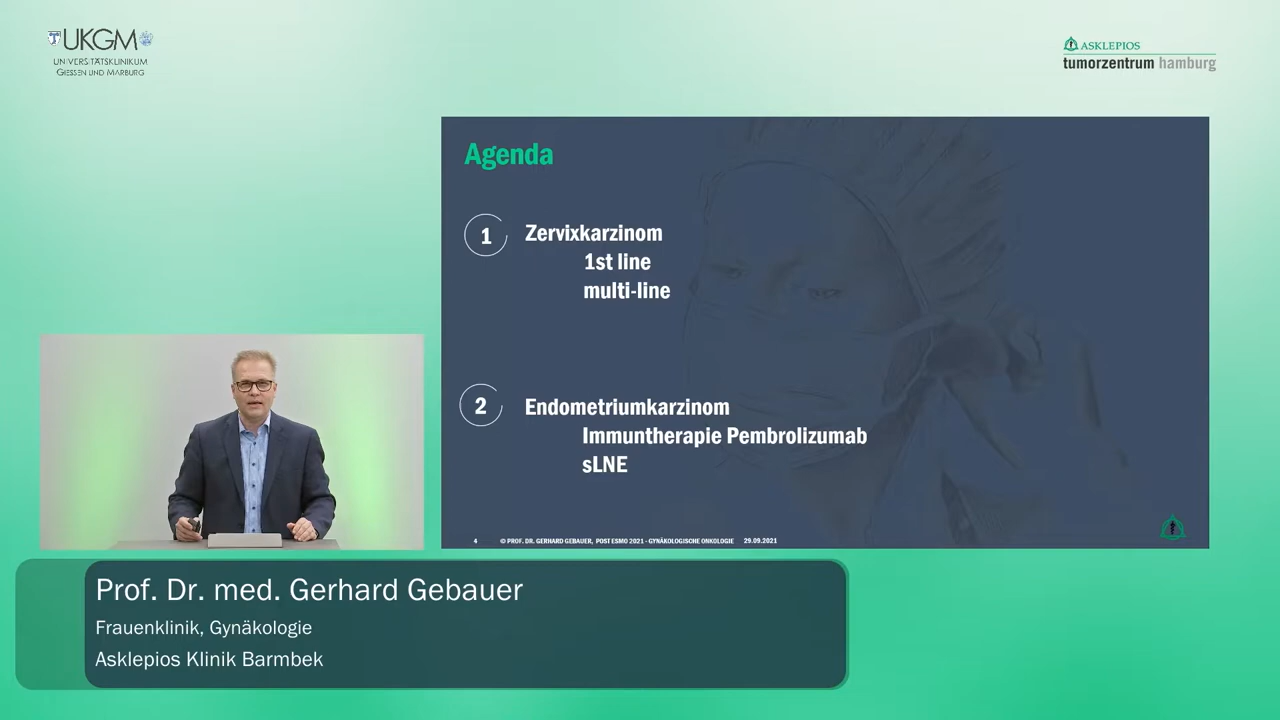 UKGM
UNIVERSITÄTSKLINIKUM
GIESSEN UND MARBURG
ASKLEPIOS
tumorzentrum hamburg
Agenda
1
Zervixkarzinom
1st line
multi-line
2
Endometriumkarzinom
Immuntherapie Pembrolizumab
sLNE
4 © PROF. DR. GERHARD GEBAUER, POST ESMO 2021 - GYNÄKOLOGISCHE ONKOLOGIE 29.09.2021
Prof. Dr. med. Gerhard Gebauer
Frauenklinik, Gynäkologie
Asklepios Klinik Barmbek